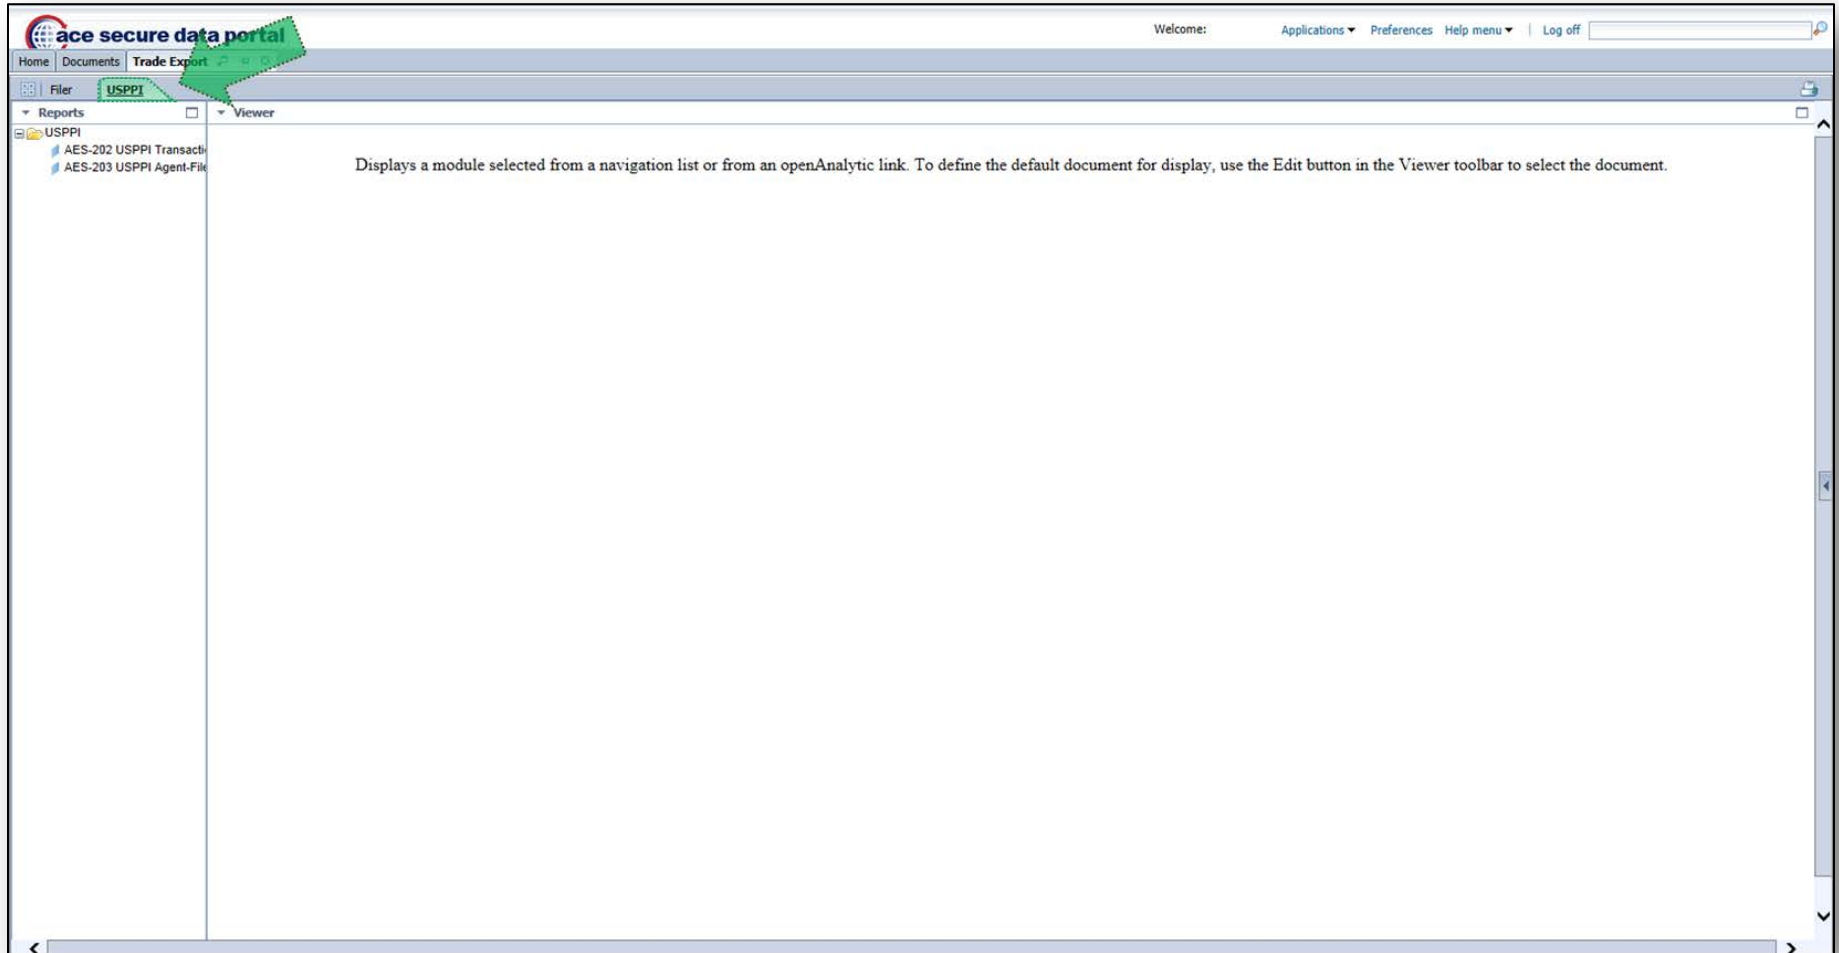 ace secure data portal
Welcome: Applications Preferences Help menu | Log off
Home Documents Trade Export
Filer USPPI
Reports Viewer
USPPI
AES-202 USPPI Transacti
AES-203 USPPI Agent-File
Displays a module selected from a navigation list or from an openAnalytic link. To define the default document for display, use the Edit button in the Viewer toolbar to select the document.